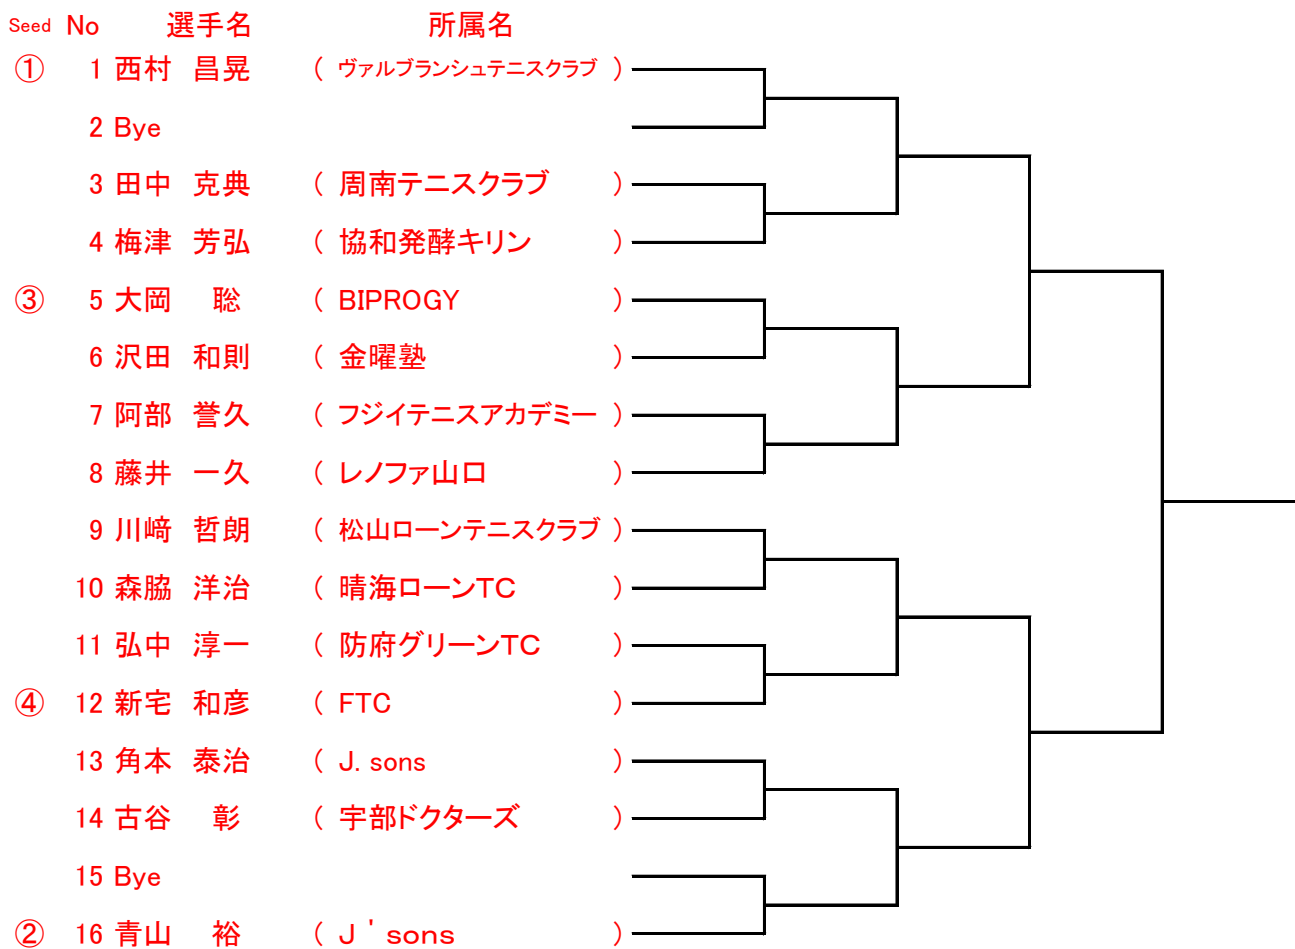 Seed No 選手名 所属名
① 1 西村 昌晃 ( ヴァルブランシュテニスクラブ )
2 Bye
3 田中 克典 ( 周南テニスクラブ )
4 梅津 芳弘 ( 協和発酵キリン )
③ 5 大岡 聡 ( BIPROGY )
6 沢田 和則 ( 金曜塾 )
7 阿部 誉久 ( フジイテニスアカデミー )
8 藤井 一久 ( レノファ山口 )
9 川﨑 哲朗 ( 松山ローンテニスクラブ )
10 森脇 洋治 ( 晴海ローンTC )
11 弘中 淳一 ( 防府グリーンTC )
④ 12 新宅 和彦 ( FTC )
13 角本 泰治 ( J. sons )
14 古谷 彰 ( 宇部ドクターズ )
15 Bye
② 16 青山 裕 ( J ' sons )